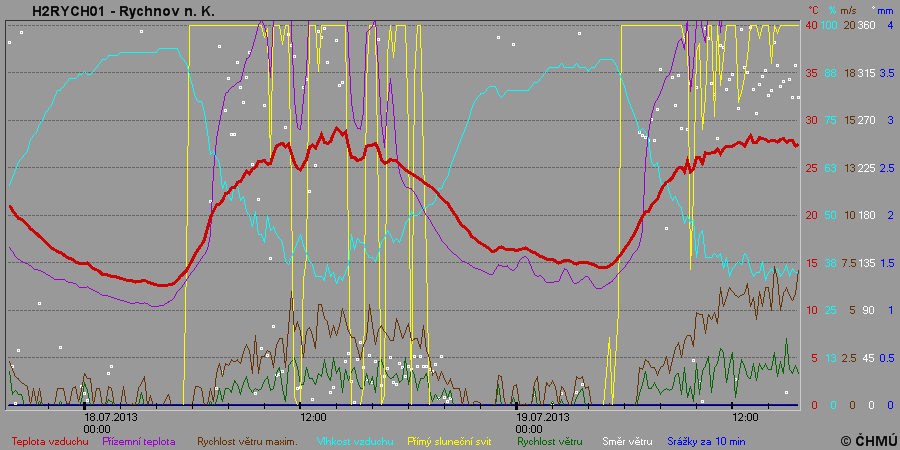 H2RYCH01 - Rychnov n. K.
°C % m/s ° mm
40 100 20 360 4
35 88 18 315 3.5
30 75 15 270 3
25 63 13 225 2.5
20 50 10 180 2
15 38 7.5 135 1.5
10 25 5 90 1
5 13 2.5 45 0.5
0 0 0 0 0
18.07.2013 12:00 19.07.2013 12:00
00:00 00:00
Teplota vzduchu Přízemní teplota Rychlost větru maxim. Vlhkost vzduchu Přímý sluneční svit Rychlost větru Směr větru Srážky za 10 min © ČHMÚ